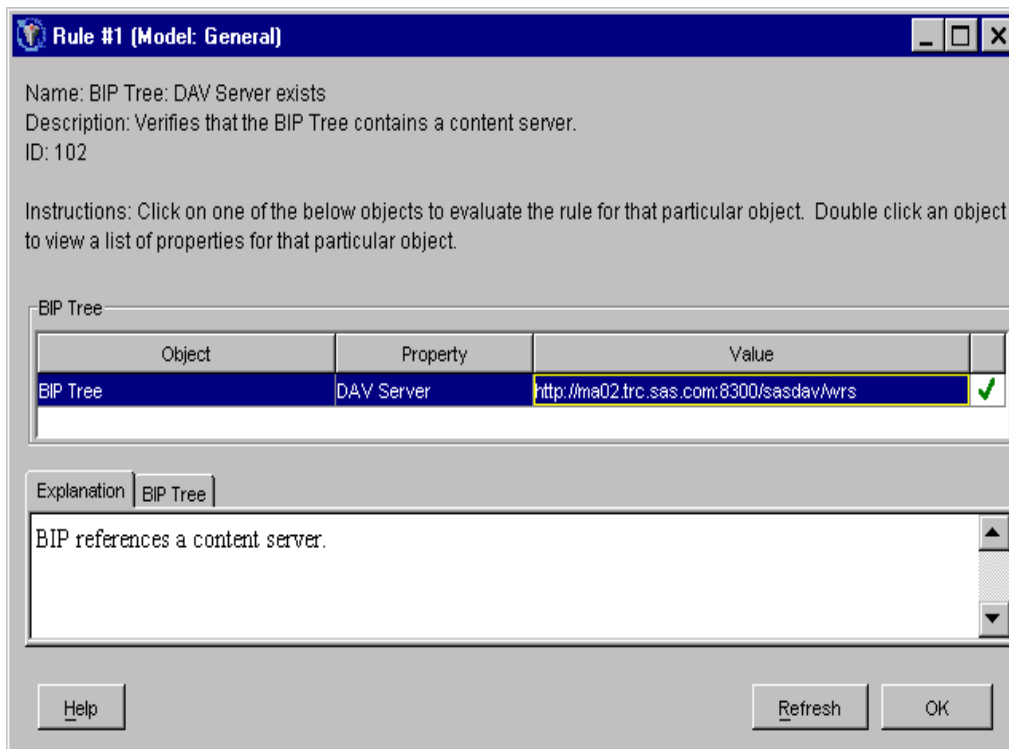 Rule #1 (Model: General)
Name: BIP Tree: DAV Server exists
Description: Verifies that the BIP Tree contains a content server.
ID: 102
Instructions: Click on one of the below objects to evaluate the rule for that particular object.  Double click an object
to view a list of properties for that particular object.
BIP Tree
Object Property Value
BIP Tree DAV Server http://ma02.trc.sas.com:8300/sasdav/wrs
Explanation BIP Tree
BIP references a content server.
Help Refresh OK